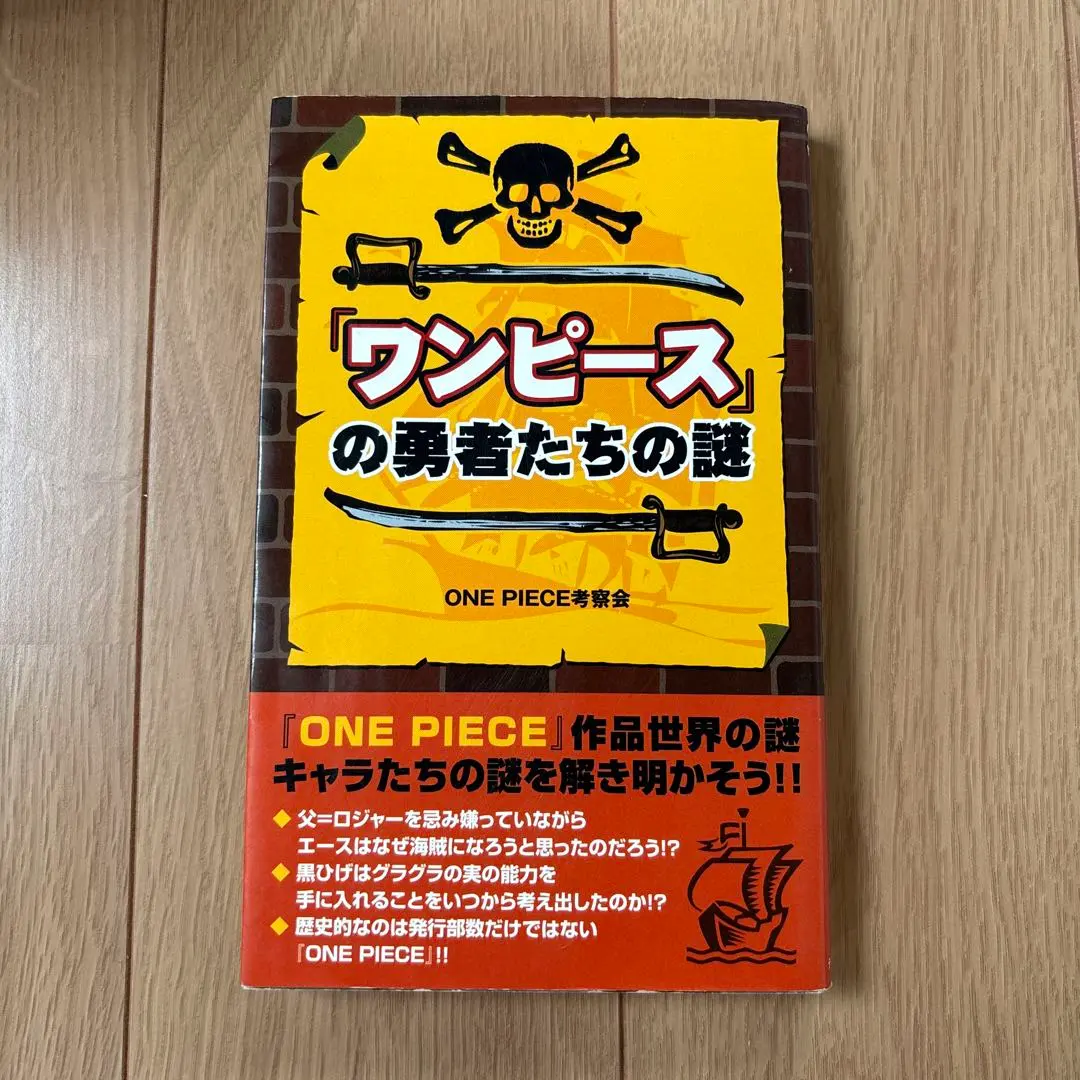 『ワンピース』
の勇者たちの謎
ONE PIECE考察会
『ONE PIECE』作品世界の謎
キャラたちの謎を解き明かそう!!
◆ 父=ロジャーを忌み嫌っていながら
エースはなぜ海賊になろうと思ったのだろう!?
◆ 黒ひげはグラグラの実の能力を
手に入れることをいつから考え出したのか!?
◆ 歴史的なのは発行部数だけではない
『ONE PIECE』!!